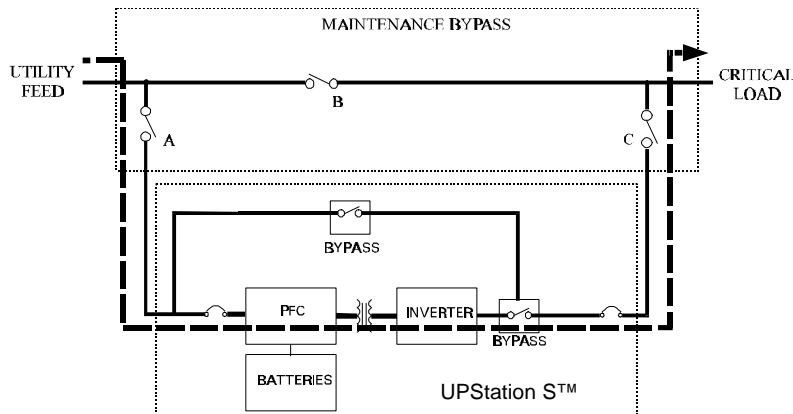 MAINTENANCE BYPASS
UTILITY
FEED
CRITICAL
LOAD
B
A
C
BYPASS
PFC
INVERTER
BYPASS
BATTERIES
UPStation S™